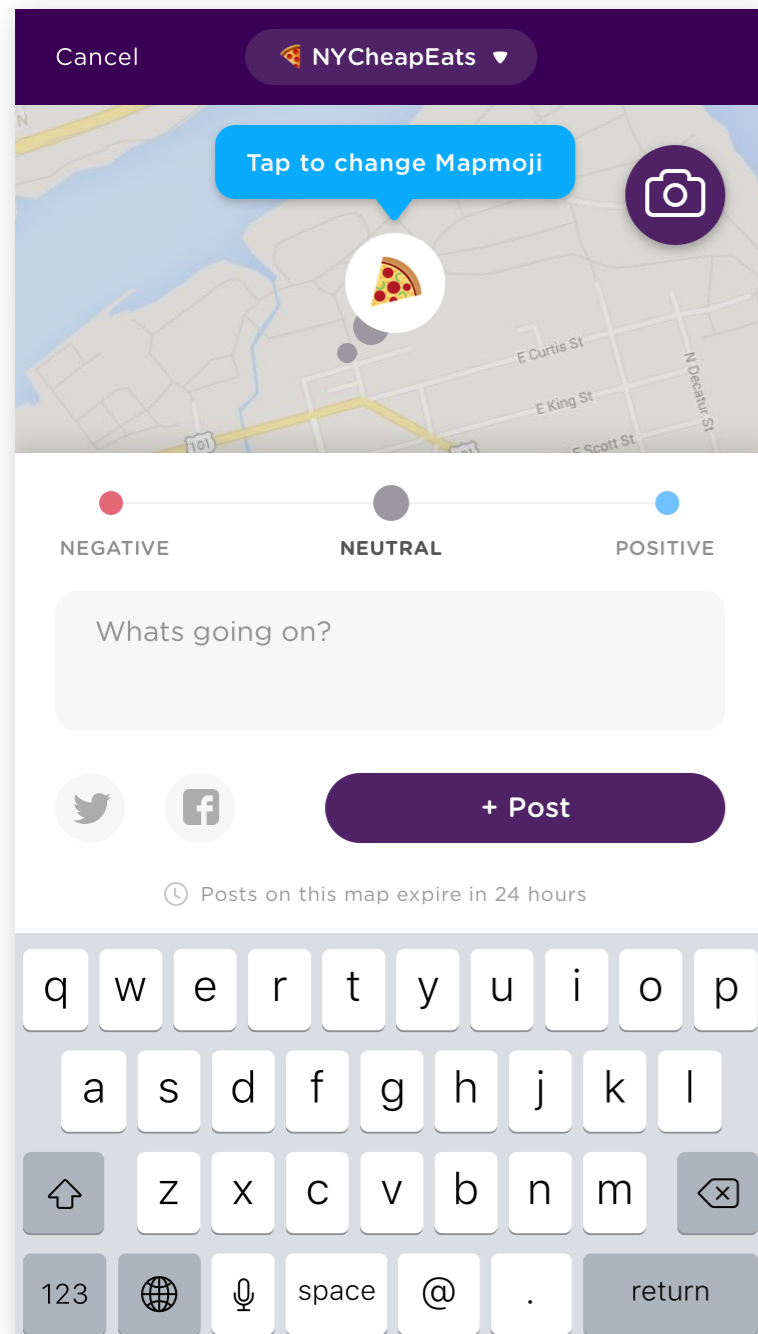 Cancel
NYCheapEats
N
Tap to change Mapmoji
E Curtis St
N Decatur St
E King St
101
E Scott St
NEGATIVE
NEUTRAL
POSITIVE
Whats going on?
+ Post
Posts on this map expire in 24 hours
q w e r t y u i o p
a s d f g h j k l
z x c v b n m
123 space @ . return